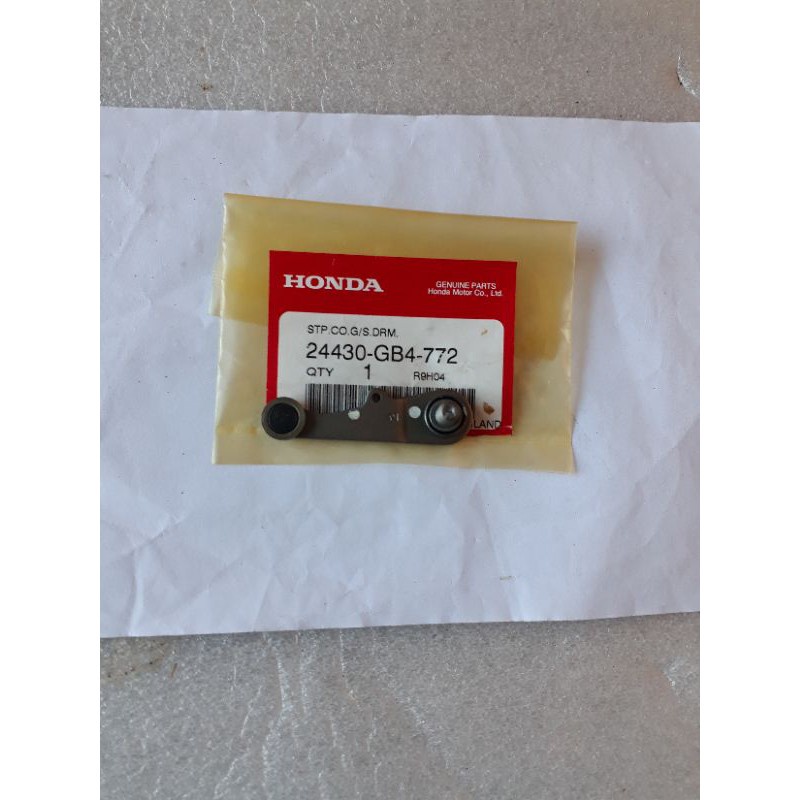 HONDA
GENUINE PARTS
Honda Motor Co., Ltd.
STP.CO.G/S.DRM.
24430-GB4-772
QTY 1 R9H04
LAND